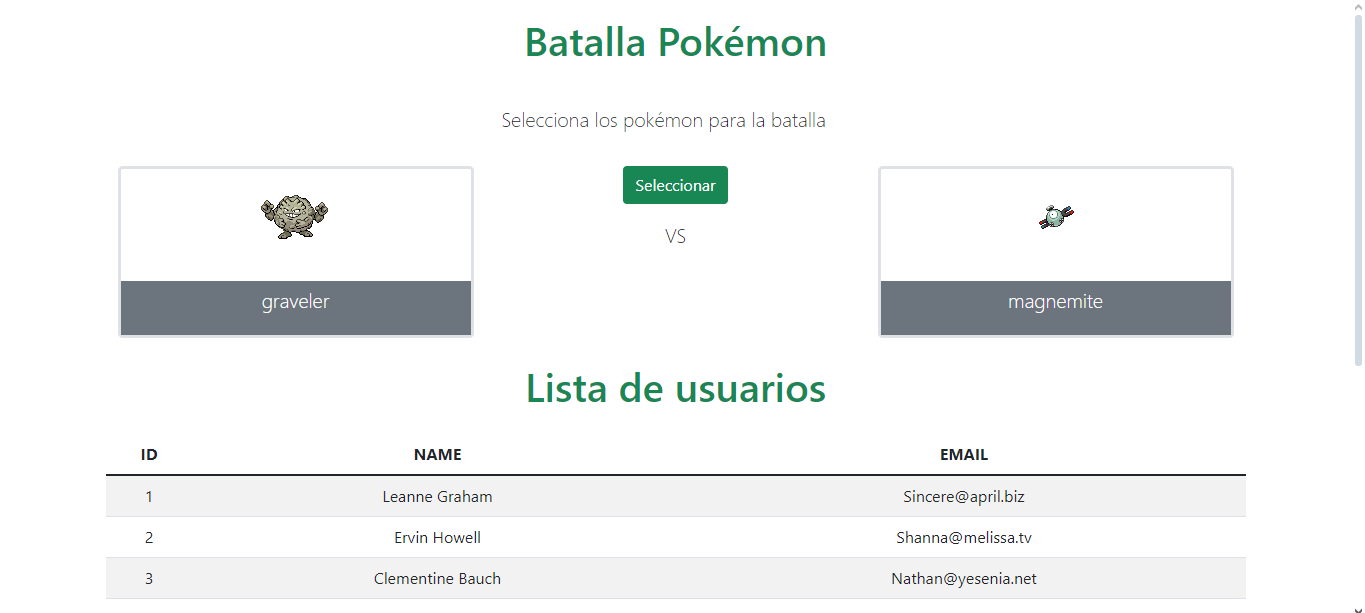 Batalla Pokémon
Selecciona los pokémon para la batalla
Seleccionar
VS
graveler
magnemite
Lista de usuarios
ID NAME EMAIL
1 Leanne Graham Sincere@april.biz
2 Ervin Howell Shanna@melissa.tv
3 Clementine Bauch Nathan@yesenia.net